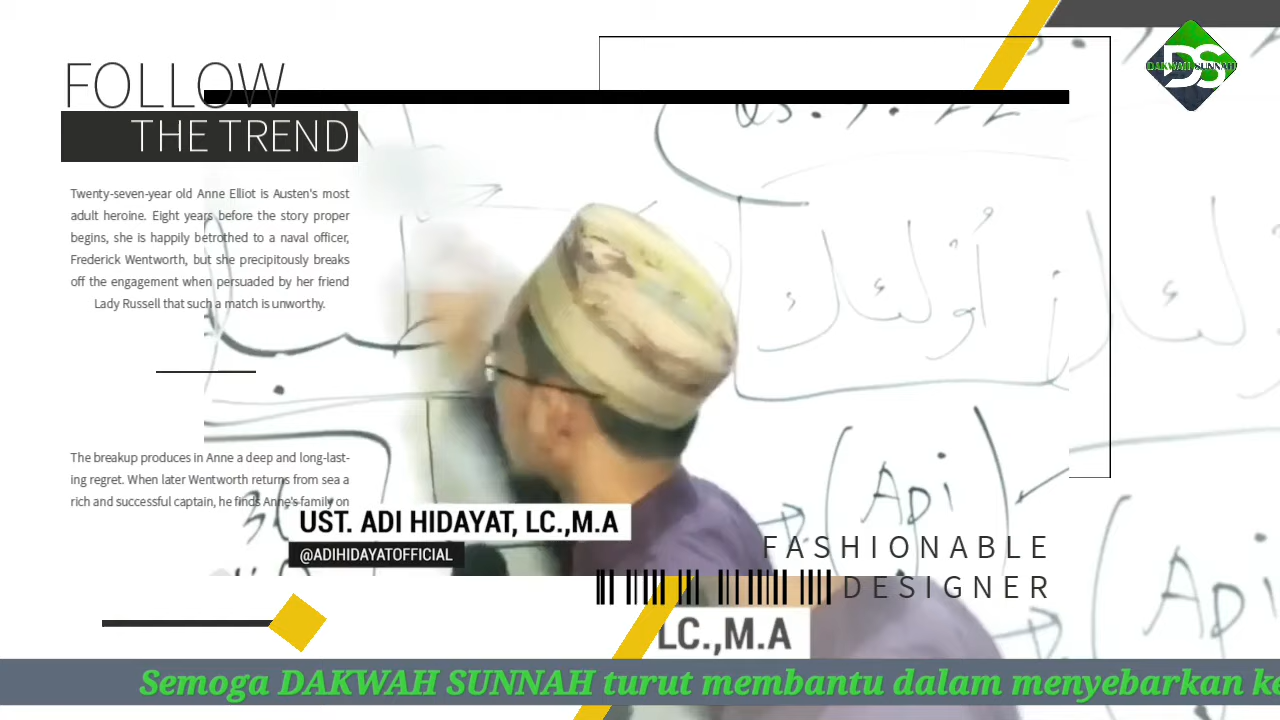 FOLLOW
THE TREND
DAKWAH SUNNAH
Twenty-seven-year old Anne Elliot is Austen's most
adult heroine. Eight years before the story proper
begins, she is happily betrothed to a naval officer,
Frederick Wentworth, but she precipitously breaks
off the engagement when persuaded by her friend
Lady Russell that such a match is unworthy.
أولئك
The breakup produces in Anne a deep and long-last-
ing regret. When later Wentworth returns from sea a
rich and successful captain, he finds Anne's family on
(Api)
UST. ADI HIDAYAT, LC.,M.A
@ADIHIDAYATOFFICIAL
FASHIONABLE
DESIGNER
Api
LC.,M.A
Semoga DAKWAH SUNNAH turut membantu dalam menyebarkan ke